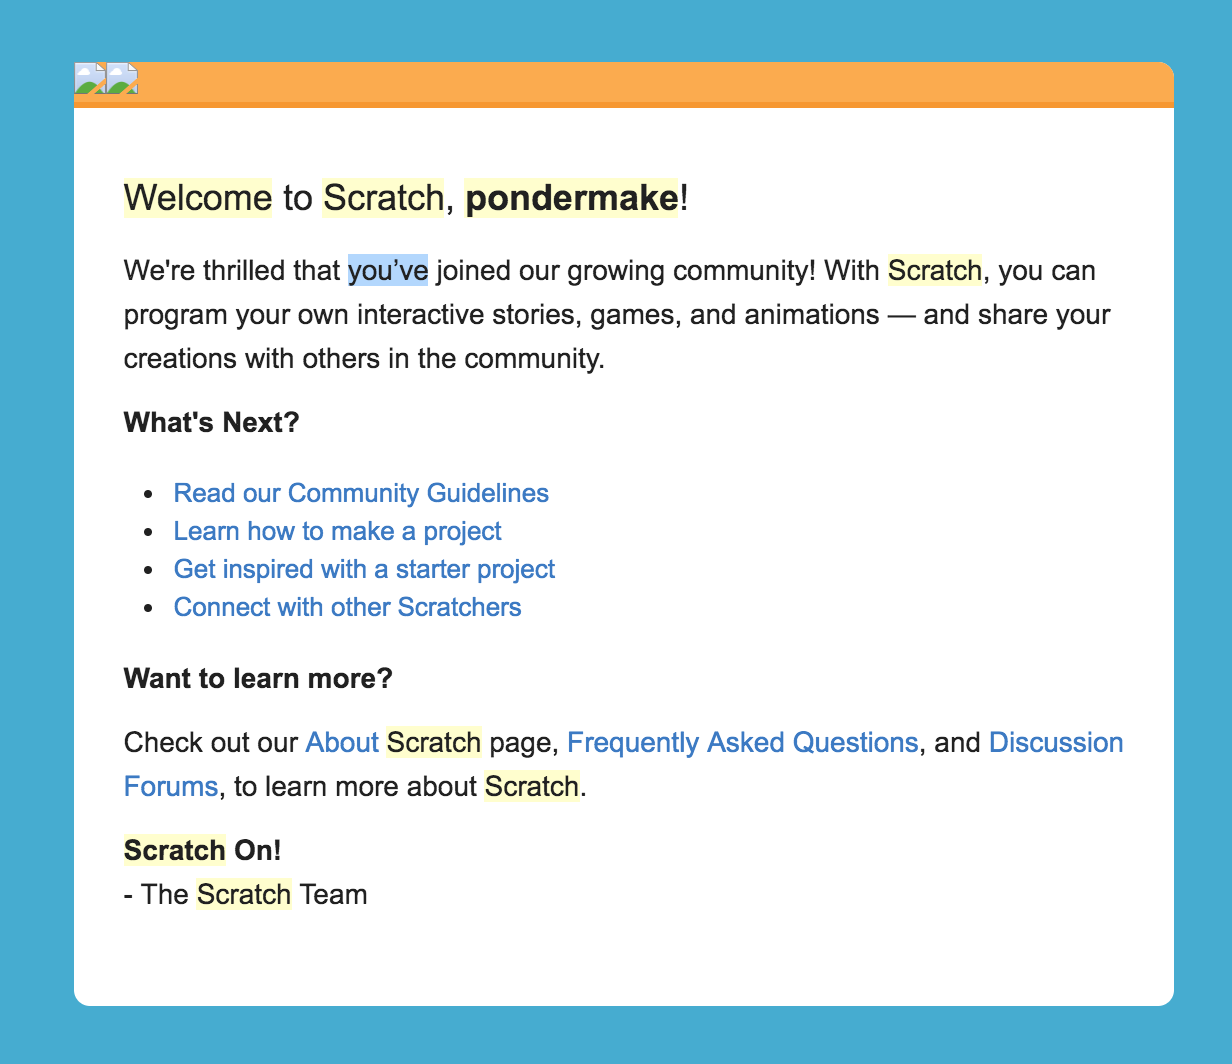 Welcome to Scratch, pondermake!
We're thrilled that you’ve joined our growing community! With Scratch, you can
program your own interactive stories, games, and animations — and share your
creations with others in the community.
What's Next?
• Read our Community Guidelines
• Learn how to make a project
• Get inspired with a starter project
• Connect with other Scratchers
Want to learn more?
Check out our About Scratch page, Frequently Asked Questions, and Discussion
Forums, to learn more about Scratch.
Scratch On!
- The Scratch Team